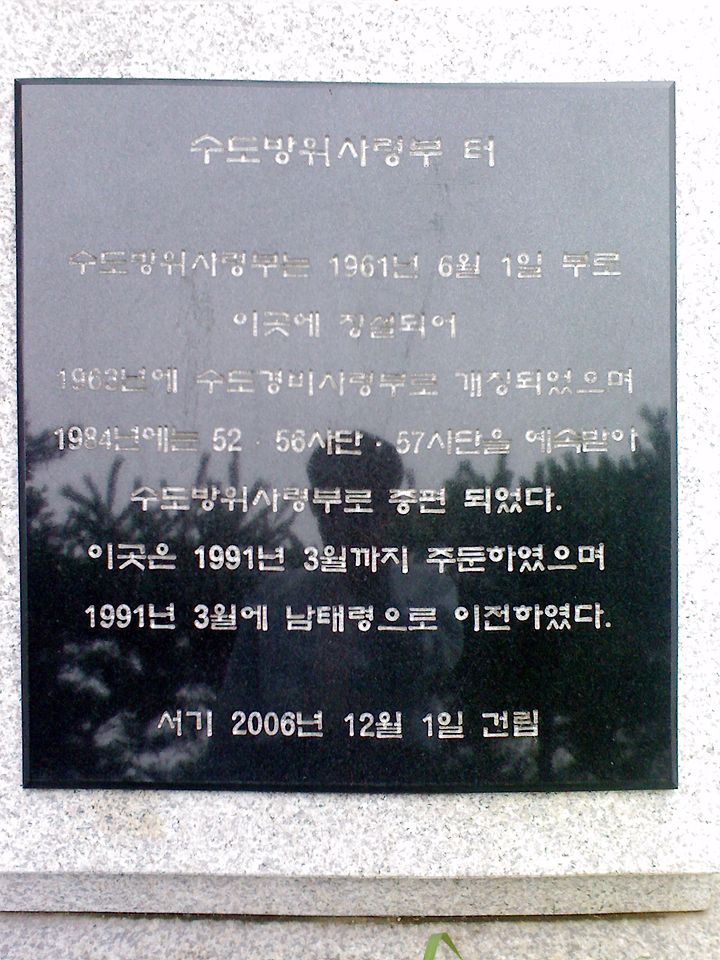 수도방위사령부 터
수도방위사령부는 1961년 6월 1일 부로
이곳에 창설되어
1963년에 수도경비사령부로 개칭되었으며
1984년에는 52 · 56사단 · 57사단을 예속받아
수도방위사령부로 증편 되었다.
이곳은 1991년 3월까지 주둔하였으며
1991년 3월에 남태령으로 이전하였다.
서기 2006년 12월 1일 건립